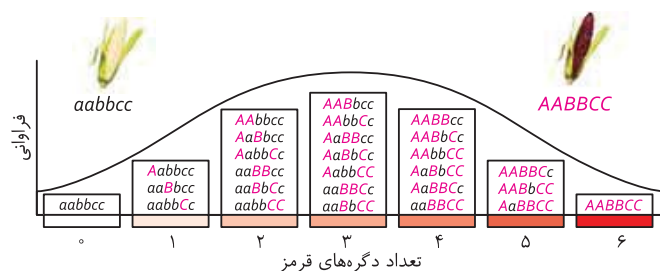 aabbcc
AABBCC
فراوانی
aabbcc
Aabbcc
aaBbcc
aabbCc
AAbbcc
AaBbcc
AabbCc
aaBBcc
aaBbCc
aabbCC
AABbcc
AAbbCc
AaBBcc
AaBbCc
AabbCC
aaBBCc
aaBbCC
AABBcc
AABbCc
AAbbCC
AaBbCC
AaBBCc
aaBBCC
AABBCc
AABbCC
AaBBCC
AABBCC
۰ ۱ ۲ ۳ ۴ ۵ ۶
تعداد دگره‌های قرمز